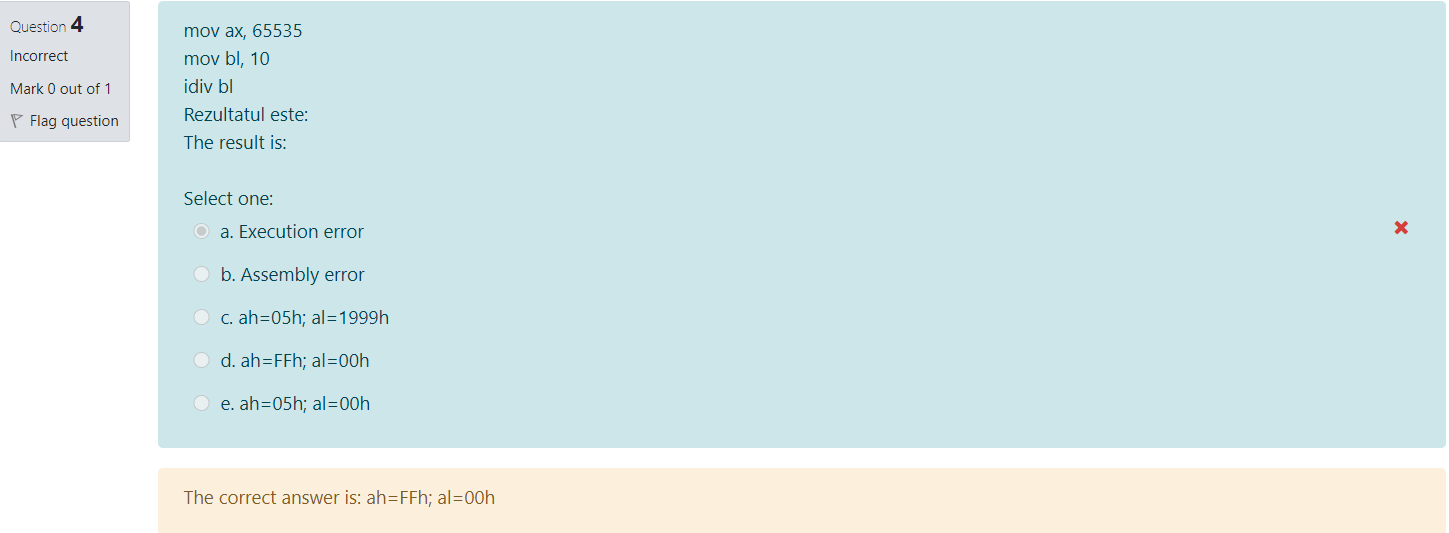 Question 4
Incorrect
Mark 0 out of 1
Flag question
mov ax, 65535
mov bl, 10
idiv bl
Rezultatul este:
The result is:
Select one:
a. Execution error
b. Assembly error
c. ah=05h; al=1999h
d. ah=FFh; al=00h
e. ah=05h; al=00h
The correct answer is: ah=FFh; al=00h